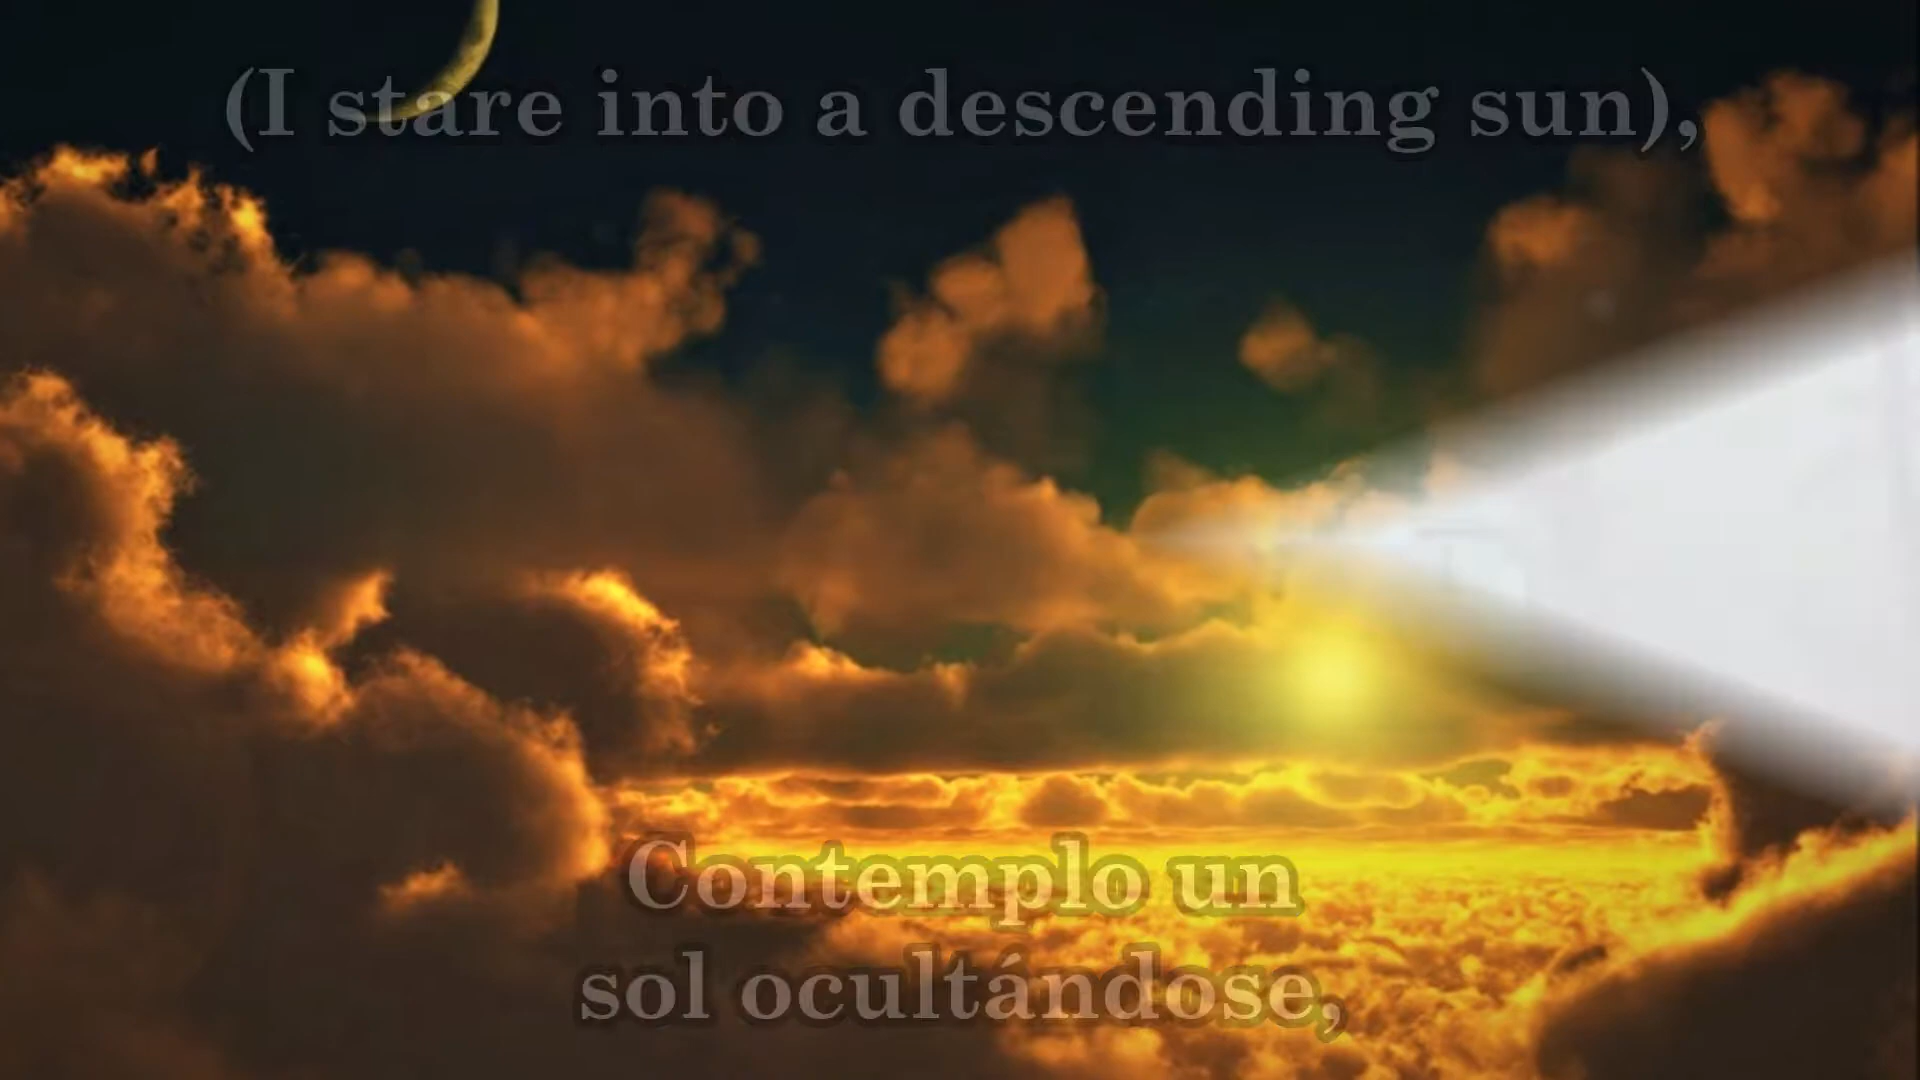 (I stare into a descending sun),
Contemplo un
sol ocultándose,